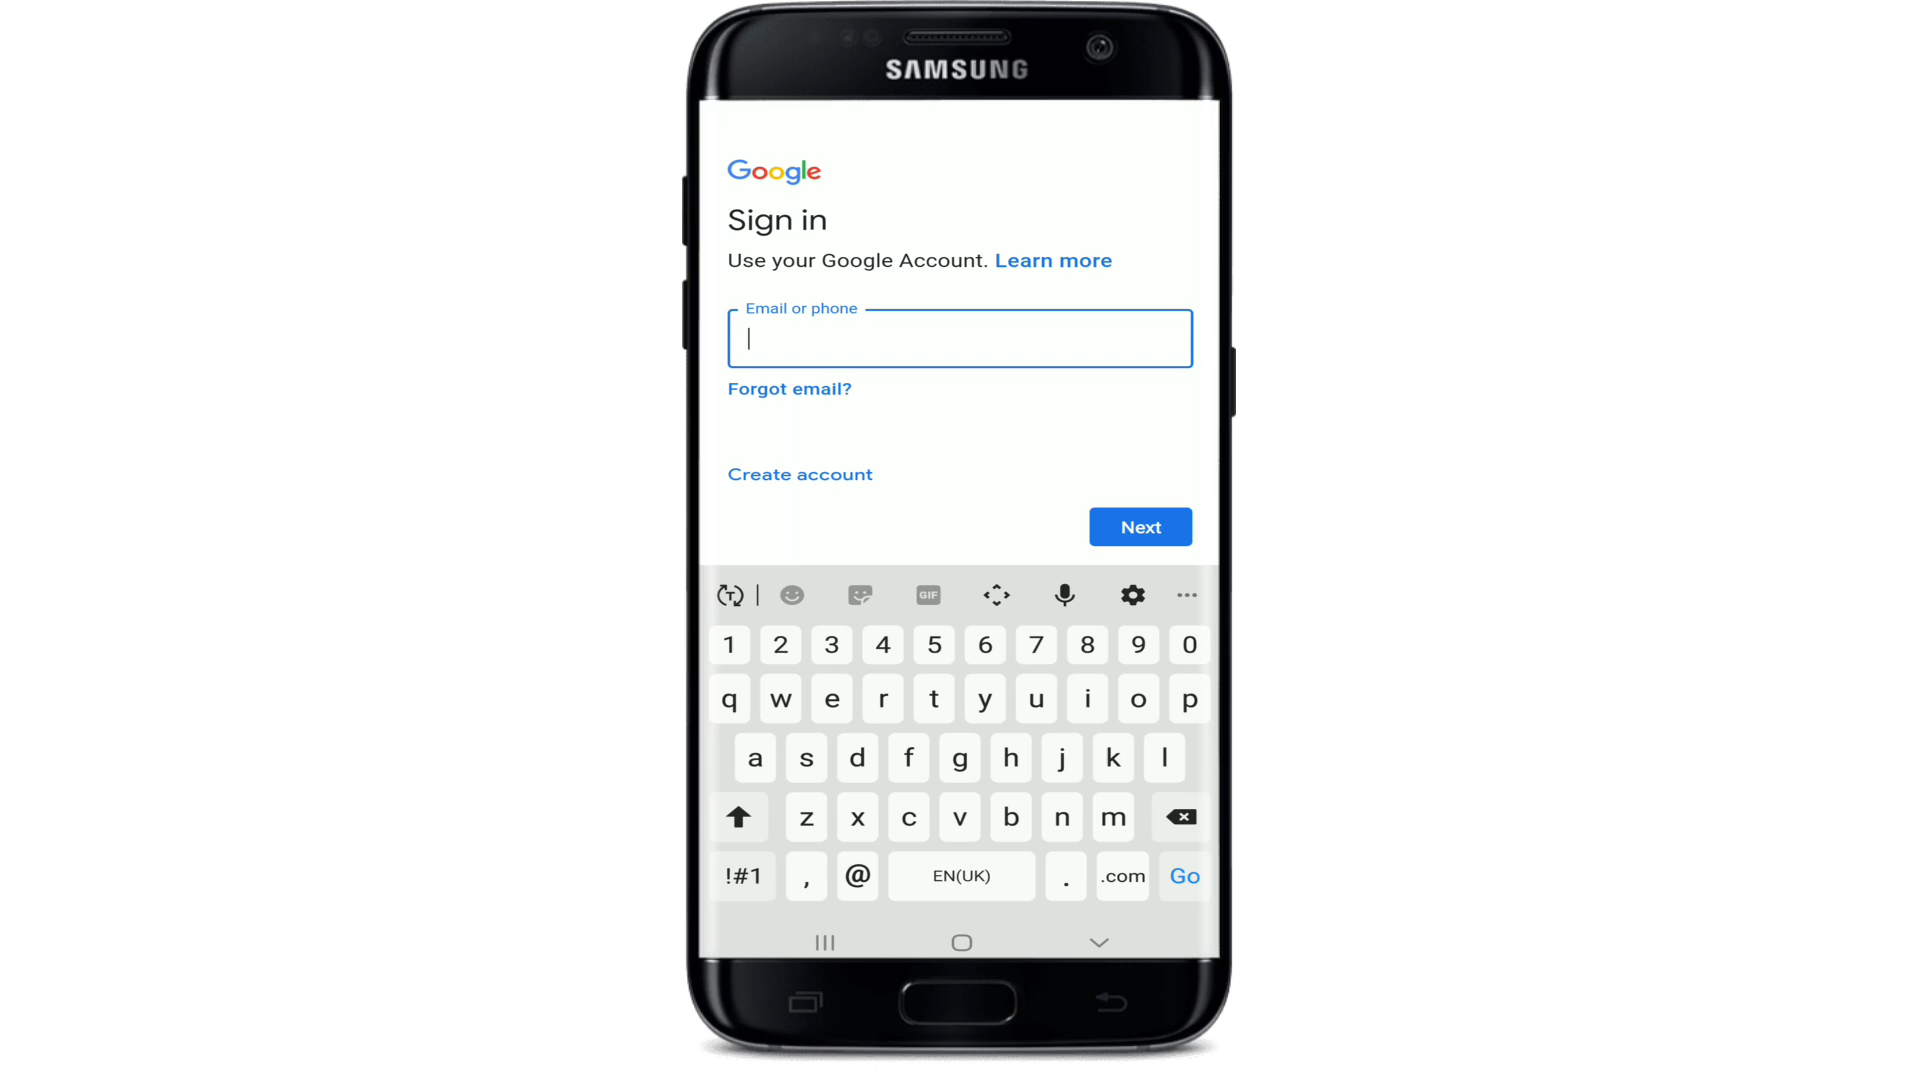 SAMSUNG
Google
Sign in
Use your Google Account. Learn more
Email or phone
Forgot email?
Create account
Next
T GIF
1 2 3 4 5 6 7 8 9 0
q w e r t y u i o p
a s d f g h j k l
z x c v b n m
!#1 , @ EN(UK) . .com Go